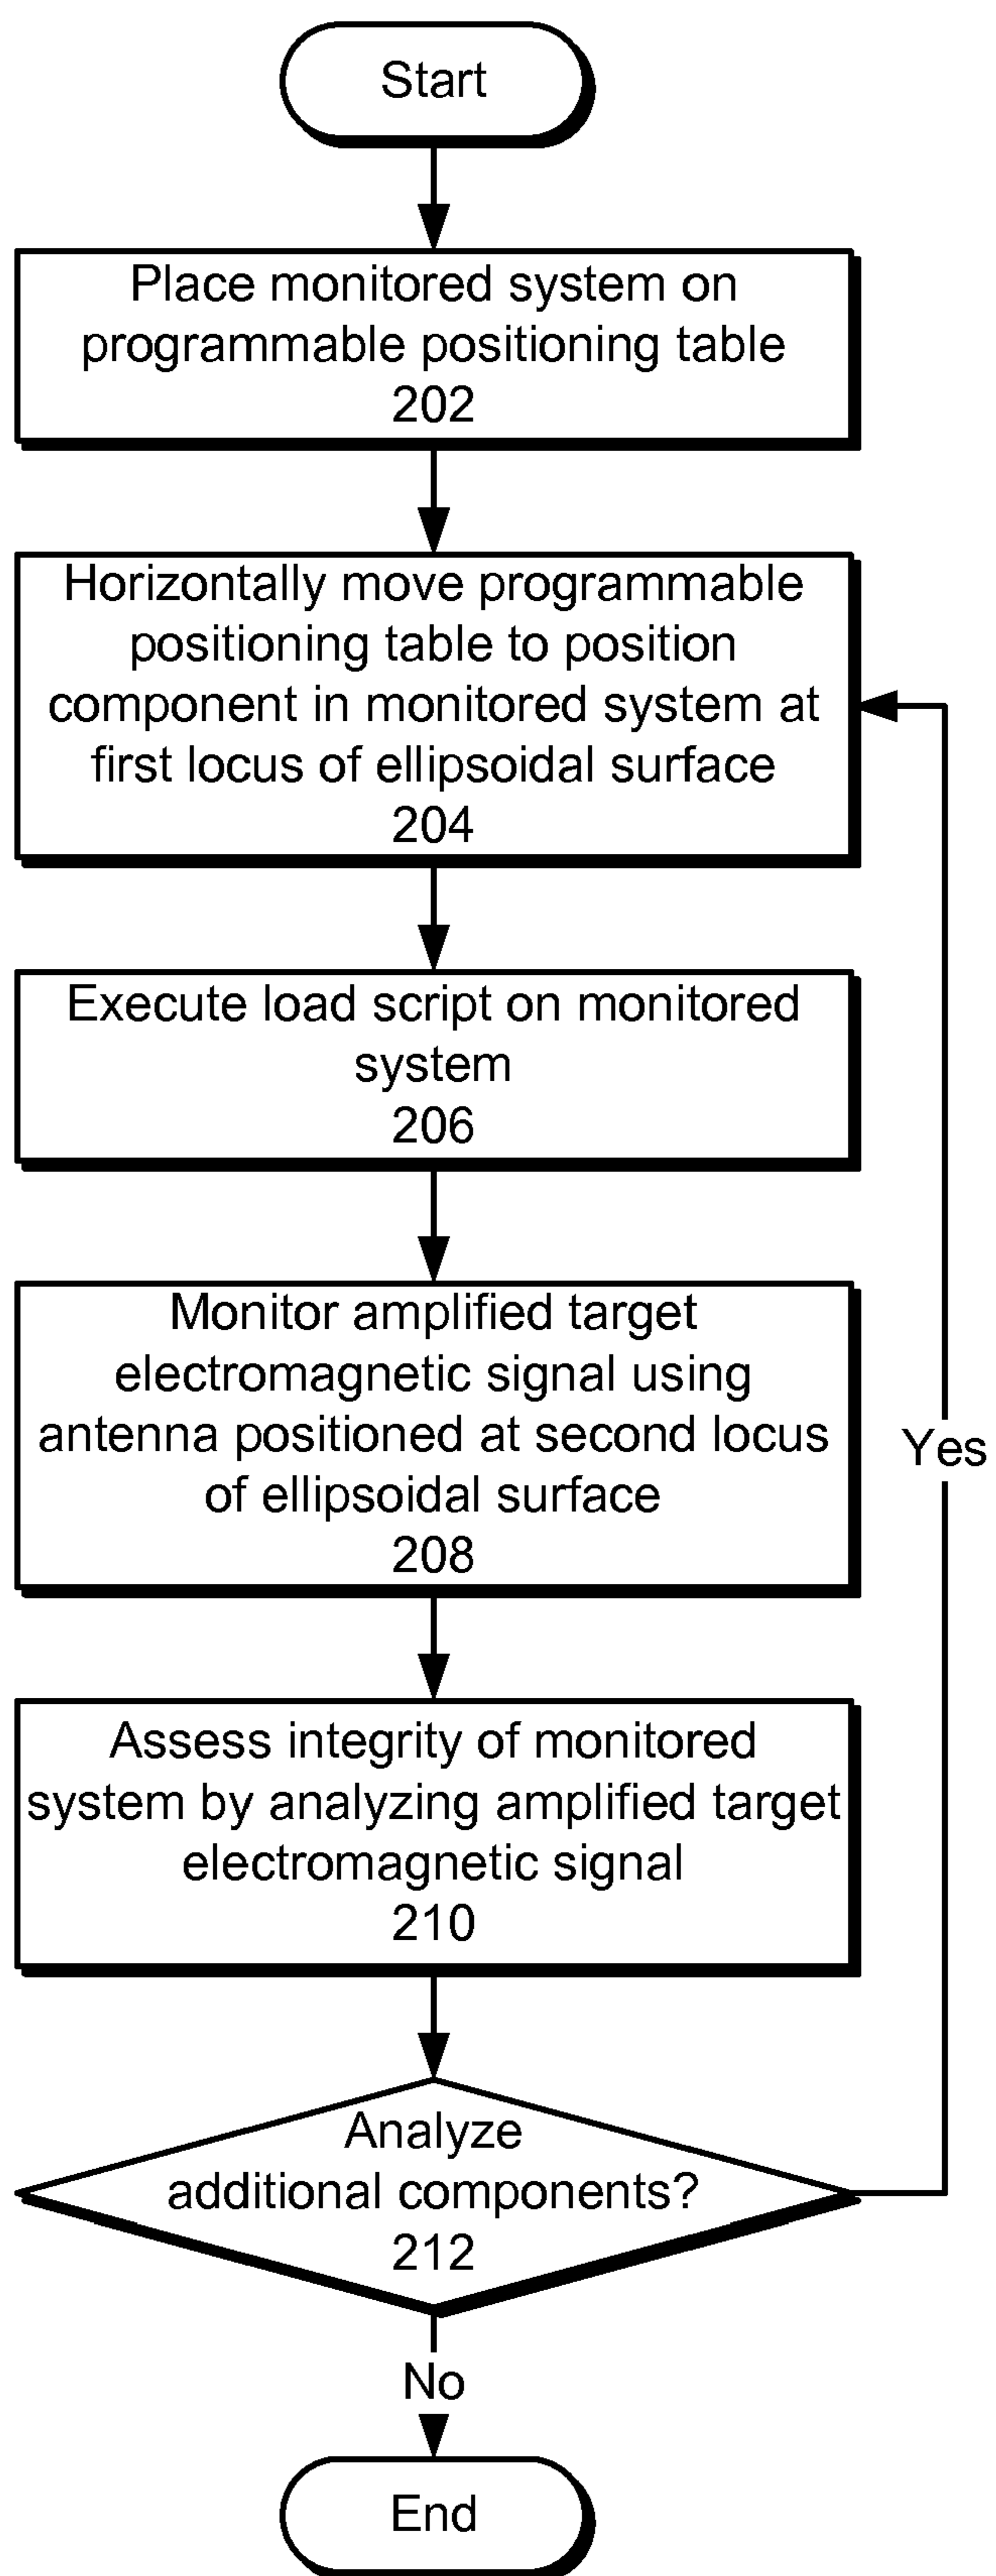 Start
Place monitored system on
programmable positioning table
202
Horizontally move programmable
positioning table to position
component in monitored system at
first locus of ellipsoidal surface
204
Execute load script on monitored
system
206
Monitor amplified target
electromagnetic signal using
antenna positioned at second locus
of ellipsoidal surface
208
Yes
Assess integrity of monitored
system by analyzing amplified target
electromagnetic signal
210
Analyze
additional components?
212
No
End